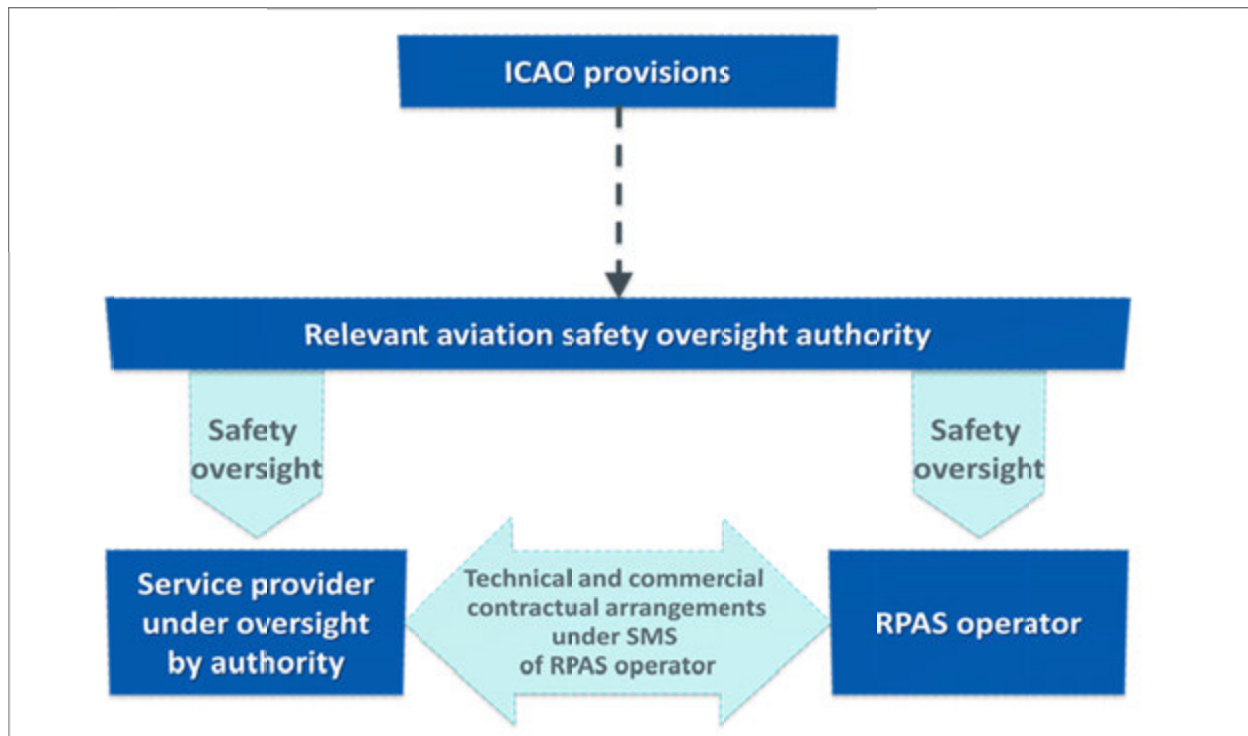 ICAO provisions
Relevant aviation safety oversight authority
Safety
oversight
Safety
oversight
Service provider
under oversight
by authority
Technical and commercial
contractual arrangements
under SMS
of RPAS operator
RPAS operator